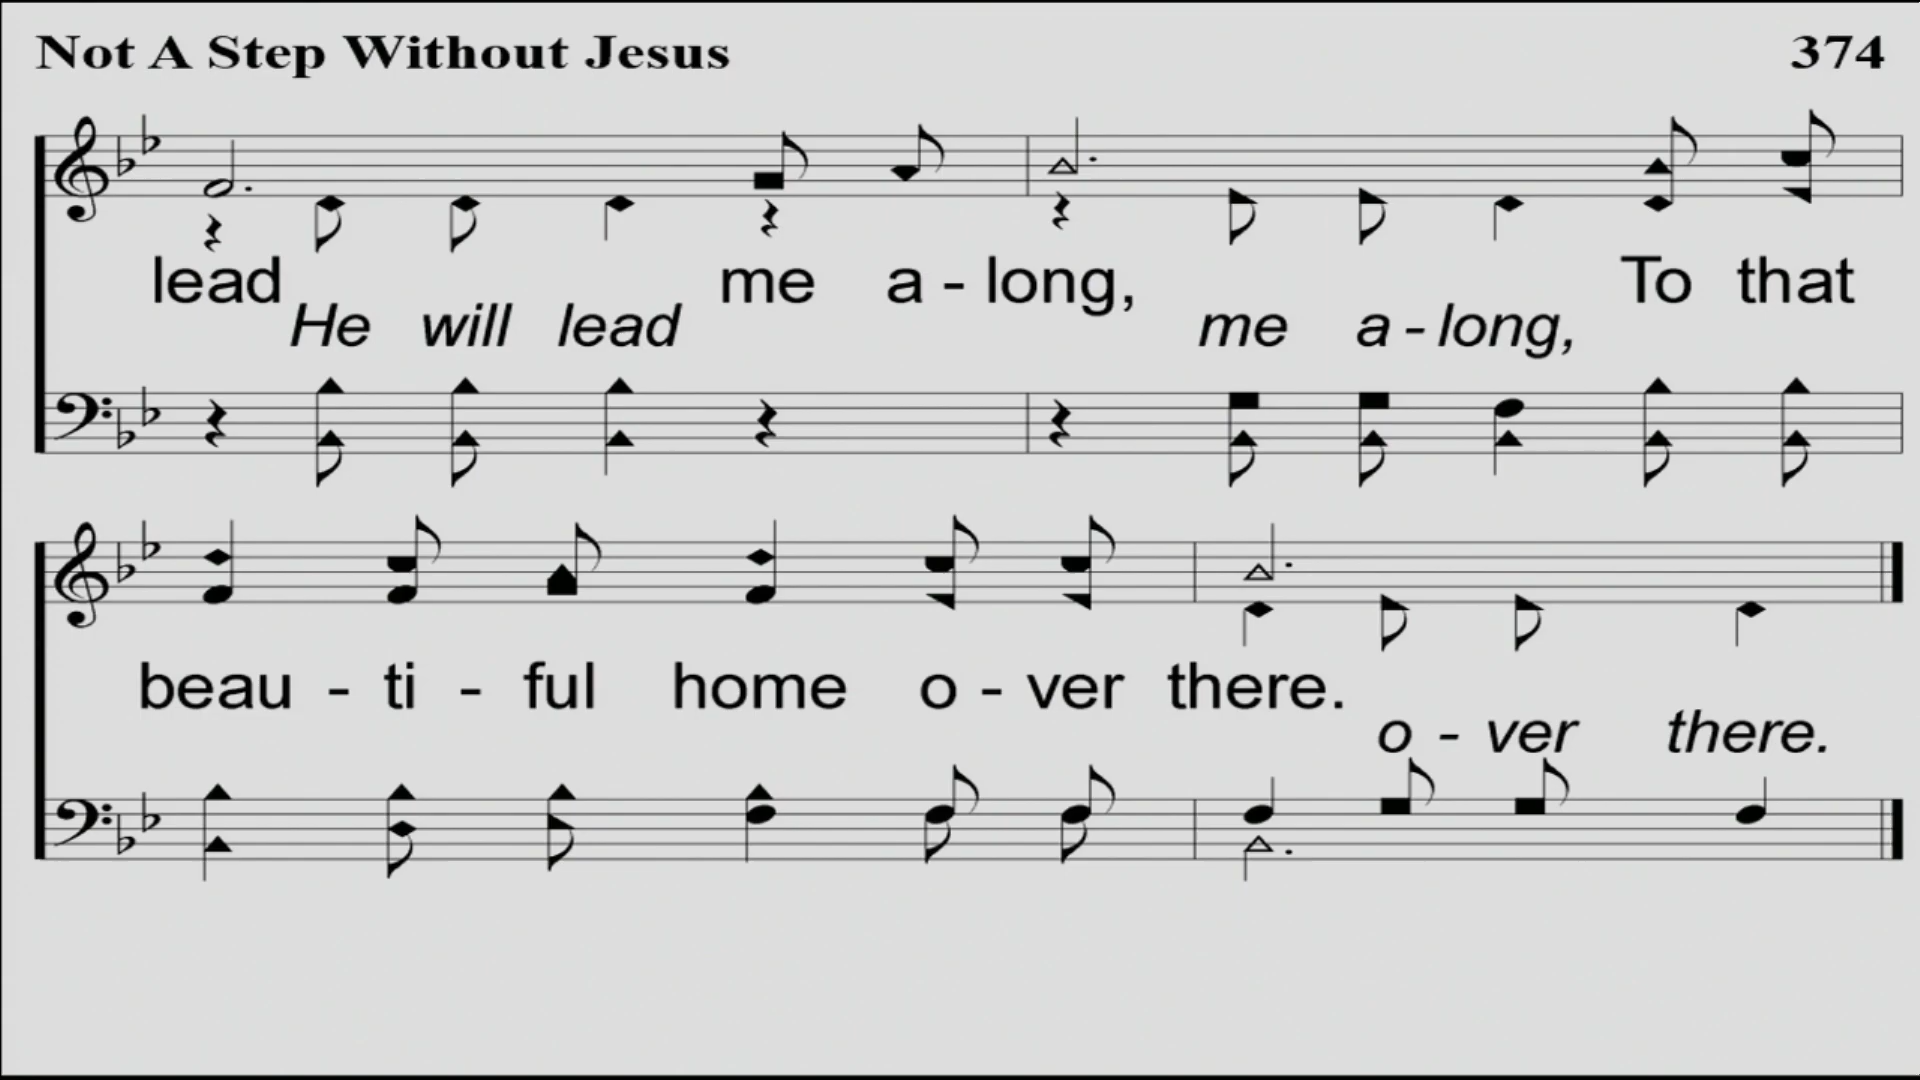 Not A Step Without Jesus 374
lead me a - long, To that
He will lead me a - long,
beau - ti - ful home o - ver there.
o - ver there.